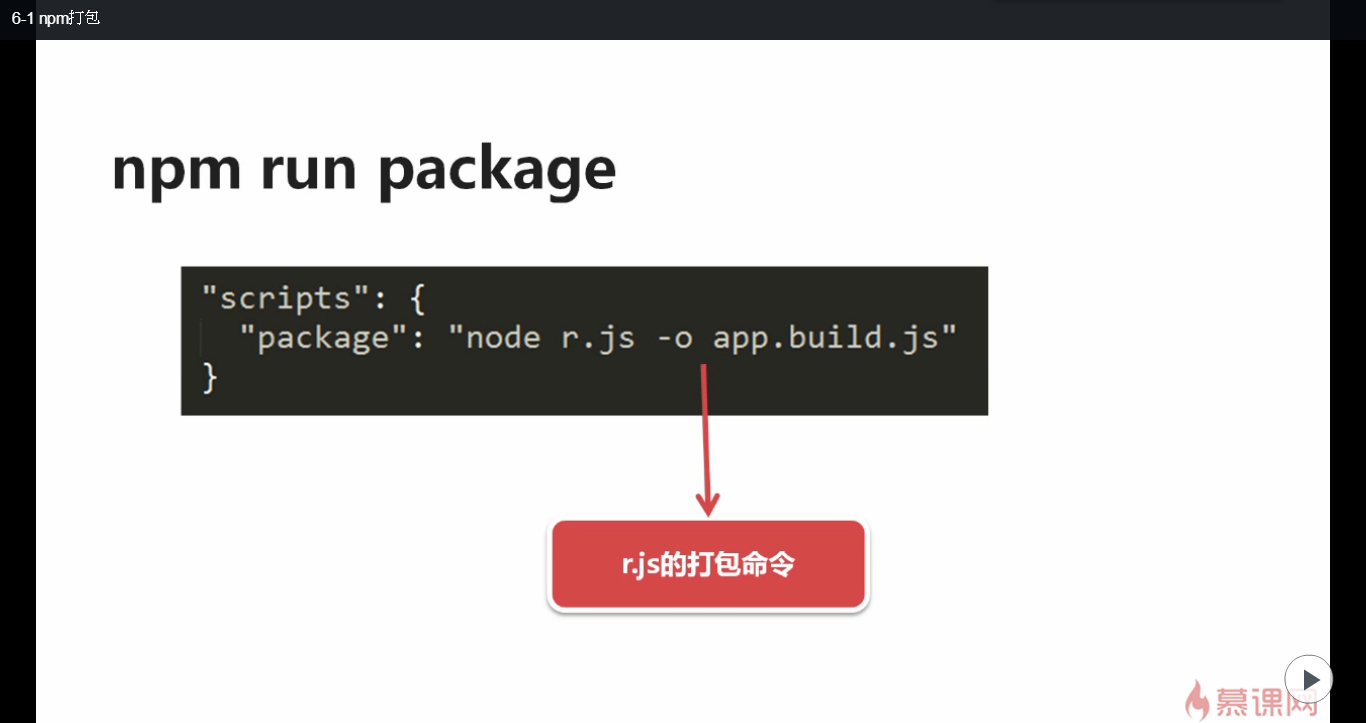 6-1 npm打包
npm run package
"scripts": {
"package": "node r.js -o app.build.js"
}
r.js的打包命令
慕课网